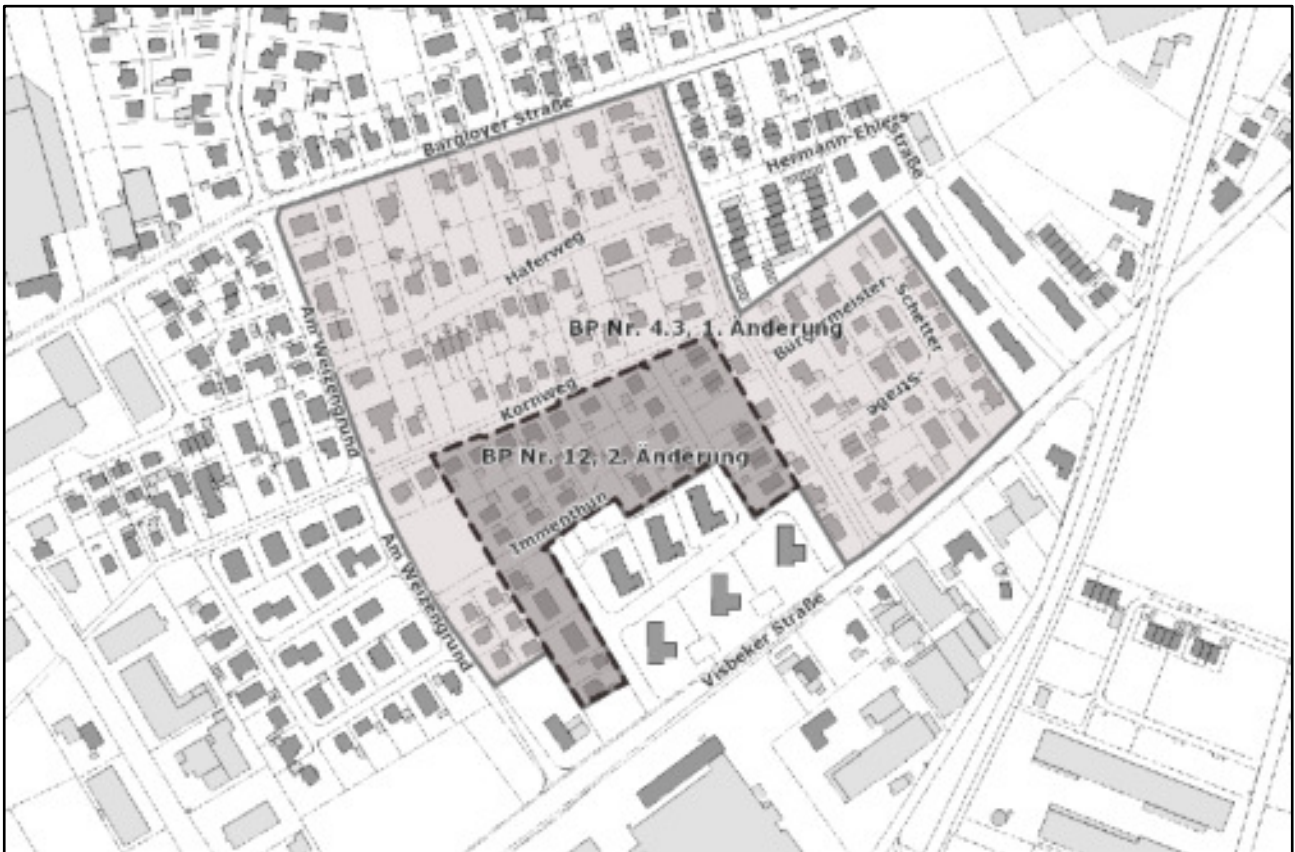 Bargloyer Straße
Hermann-Ehlers
Straße
Haferweg
Am Weizengrund
BP Nr. 4.3, 1. Änderung
Bürgermeister-
Schetter
-straße
Kornweg
BP Nr. 12, 2. Änderung
Immenthun
Am Weizengrund
Visbeker Straße